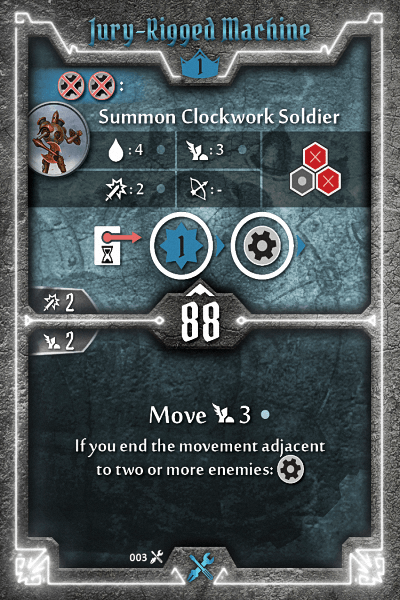 Jury-Rigged Machine
1
:
Summon Clockwork Soldier
: 4 : 3
: 2 : -
1
2
88
2
Move 3
If you end the movement adjacent
to two or more enemies:
003